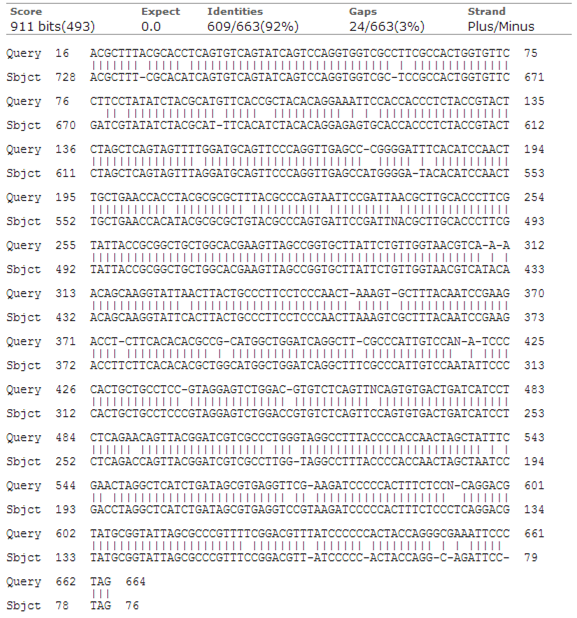 Score Expect Identities Gaps Strand
911 bits(493) 0.0 609/663(92%) 24/663(3%) Plus/Minus
Query 16 ACGCTTTACGCACCTCAGTGTCAGTATCAGTCCAGGTGGTCGCCTTCGCCACTGGTGTTC 75
Sbjct 728 ACGCTTT-CGCACATCAGTGTCAGTATCAGTCCAGGTGGTCGC-TCCGCCACTGGTGTTC 671
Query 76 CTTCCTATATCTACGCATGTTCACCGCTACACAGGAAATTCCACCACCCTCTACCGTACT 135
Sbjct 670 GATCGTATATCTACGCAT-TTCACATCTACACAGGAGAGTGCACCACCCTCTACCGTACT 612
Query 136 CTAGCTCAGTAGTTTTGGATGCAGTTCCCAGGTTGAGCC-CGGGGATTTCACATCCAACT 194
Sbjct 611 CTAGCTCAGTAGTTTAGGATGCAGTTCCCAGGTTGAGCCATGGGGA-TACACATCCAACT 553
Query 195 TGCTGAACCACCTACGCGCGCTTTACGCCCAGTAATTCCGATTAACGCTTGCACCCTTCG 254
Sbjct 552 TGCTGAACCACATACGCGCGCTGTACGCCCAGTGATTCCGATTNACGCTTGCACCCTTCG 493
Query 255 TATTACCGCGGCTGCTGGCACGAAGTTAGCCGGTGCTTATTCTGTTGGTAACGTCA-A-A 312
Sbjct 492 TATTACCGCGGCTGCTGGCACGAAGTTAGCCGGTGCTTATTCTGTTGGTAACGTCATACA 433
Query 313 ACAGCAAGGTATTAACTTACTGCCCTTCCTCCCAACT-AAAGT-GCTTTACAATCCGAAG 370
Sbjct 432 ACAGCAAGGTATTCACTTACTGCCCTTCCTCCCAACTTAAAGTCGCTTTACAATCCGAAG 373
Query 371 ACCT-CTTCACACACGCCG-CATGGCTGGATCAGGCTT-CGCCCATTGTCCAN-A-TCCC 425
Sbjct 372 ACCTTCTTCACACACGCTGGCATGGCTGGATCAGGCTTTCGCCCATTGTCCAATATTCCC 313
Query 426 CACTGCTGCCTCC-GTAGGAGTCTGGAC-GTGTCTCAGTTNCAGTGTGACTGATCATCCT 483
Sbjct 312 CACTGCTGCCTCCCGTAGGAGTCTGGACCGTGTCTCAGTTCCAGTGTGACTGATCATCCT 253
Query 484 CTCAGAACAGTTACGGATCGTCGCCCTGGGTAGGCCTTTACCCCACCAACTAGCTATTTC 543
Sbjct 252 CTCAGACCAGTTACGGATCGTCGCCTTGG-TAGGCCTTTACCCCACCAACTAGCTAATCC 194
Query 544 GAACTAGGCTCATCTGATAGCGTGAGGTTCG-AAGATCCCCCACTTTCTCCN-CAGGACG 601
Sbjct 193 GACCTAGGCTCATCTGATAGCGTGAGGTCCGTAAGATCCCCCACTTTCTCCCTCAGGACG 134
Query 602 TATGCGGTATTAGCGCCCGTTTTCGGACGTTTATCCCCCCACTACCAGGGCGAAATTCCC 661
Sbjct 133 TATGCGGTATTAGCGCCCGTTTCCGGACGTT-ATCCCCC-ACTACCAGG-C-AGATTCC- 79
Query 662 TAG 664
Sbjct 78 TAG 76